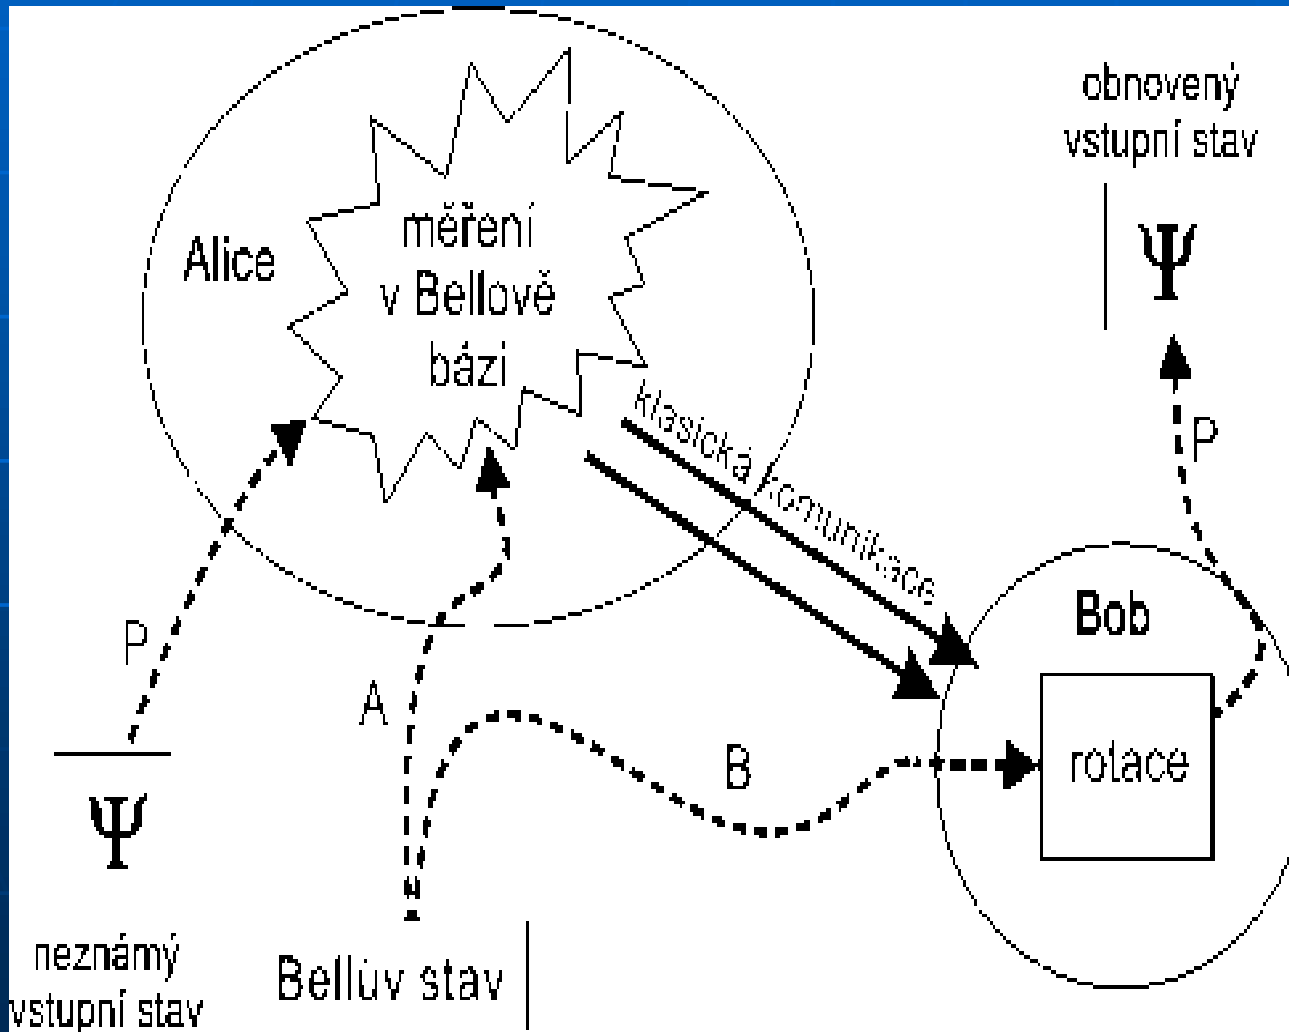 obnovený
vstupní stav
Ψ
Alice
měření
v Bellově
bázi
klasická komunikace
P
P
A
B
Bob
rotace
Ψ
neznámý
vstupní stav
Bellův stav